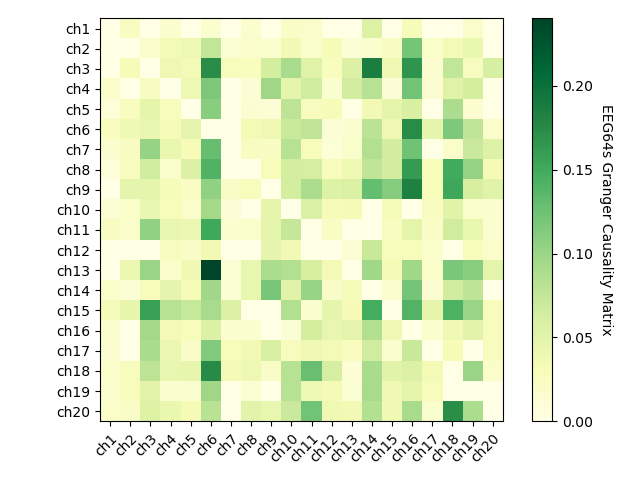 ch1
ch2
ch3
ch4
ch5
ch6
ch7
ch8
ch9
ch10
ch11
ch12
ch13
ch14
ch15
ch16
ch17
ch18
ch19
ch20
ch1 ch2 ch3 ch4 ch5 ch6 ch7 ch8 ch9 ch10 ch11 ch12 ch13 ch14 ch15 ch16 ch17 ch18 ch19 ch20
0.20
0.15
0.10
0.05
0.00
EEG64s Granger Causality Matrix